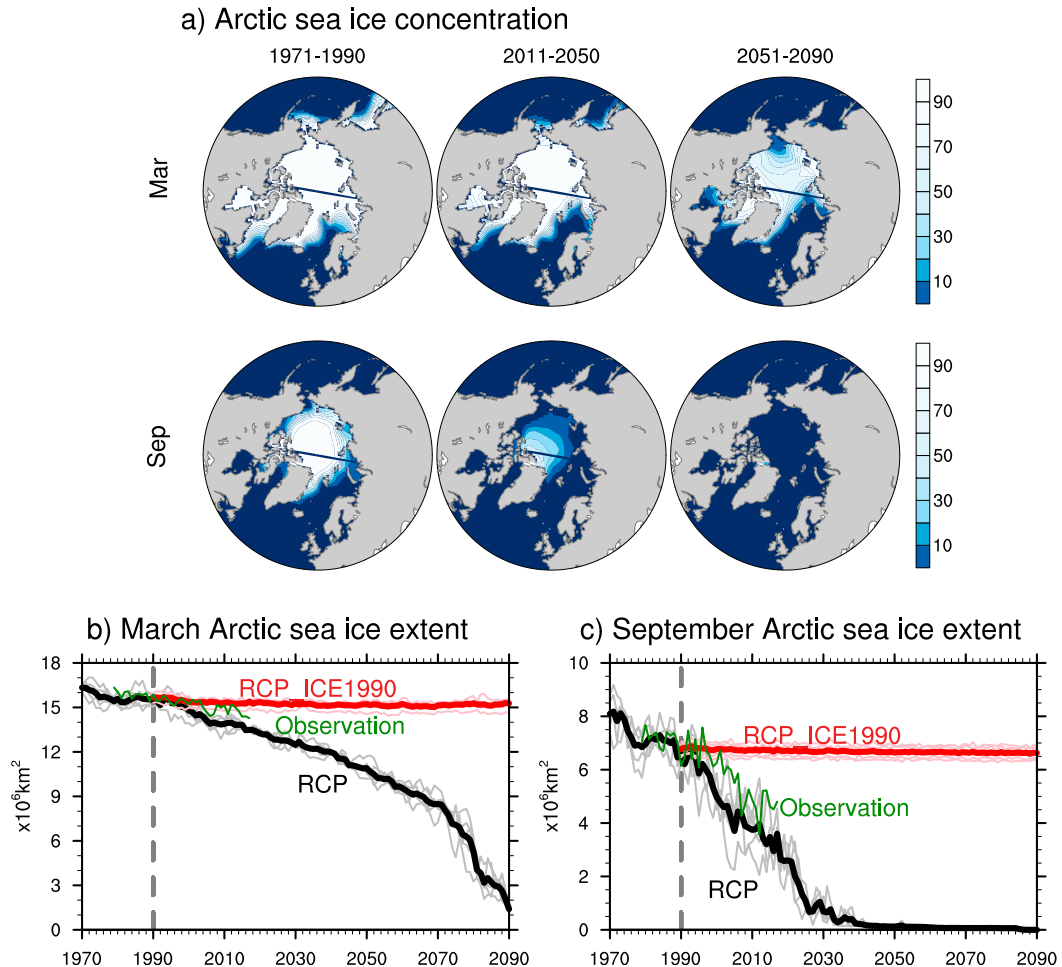 a) Arctic sea ice concentration
1971-1990 2011-2050 2051-2090
Mar
90
70
50
30
10
Sep
90
70
50
30
10
b) March Arctic sea ice extent
x10⁶km²
18
15
12
9
6
3
0
RCP_ICE1990
Observation
RCP
1970 1990 2010 2030 2050 2070 2090
c) September Arctic sea ice extent
x10⁶km²
10
8
6
4
2
0
RCP_ICE1990
Observation
RCP
1970 1990 2010 2030 2050 2070 2090